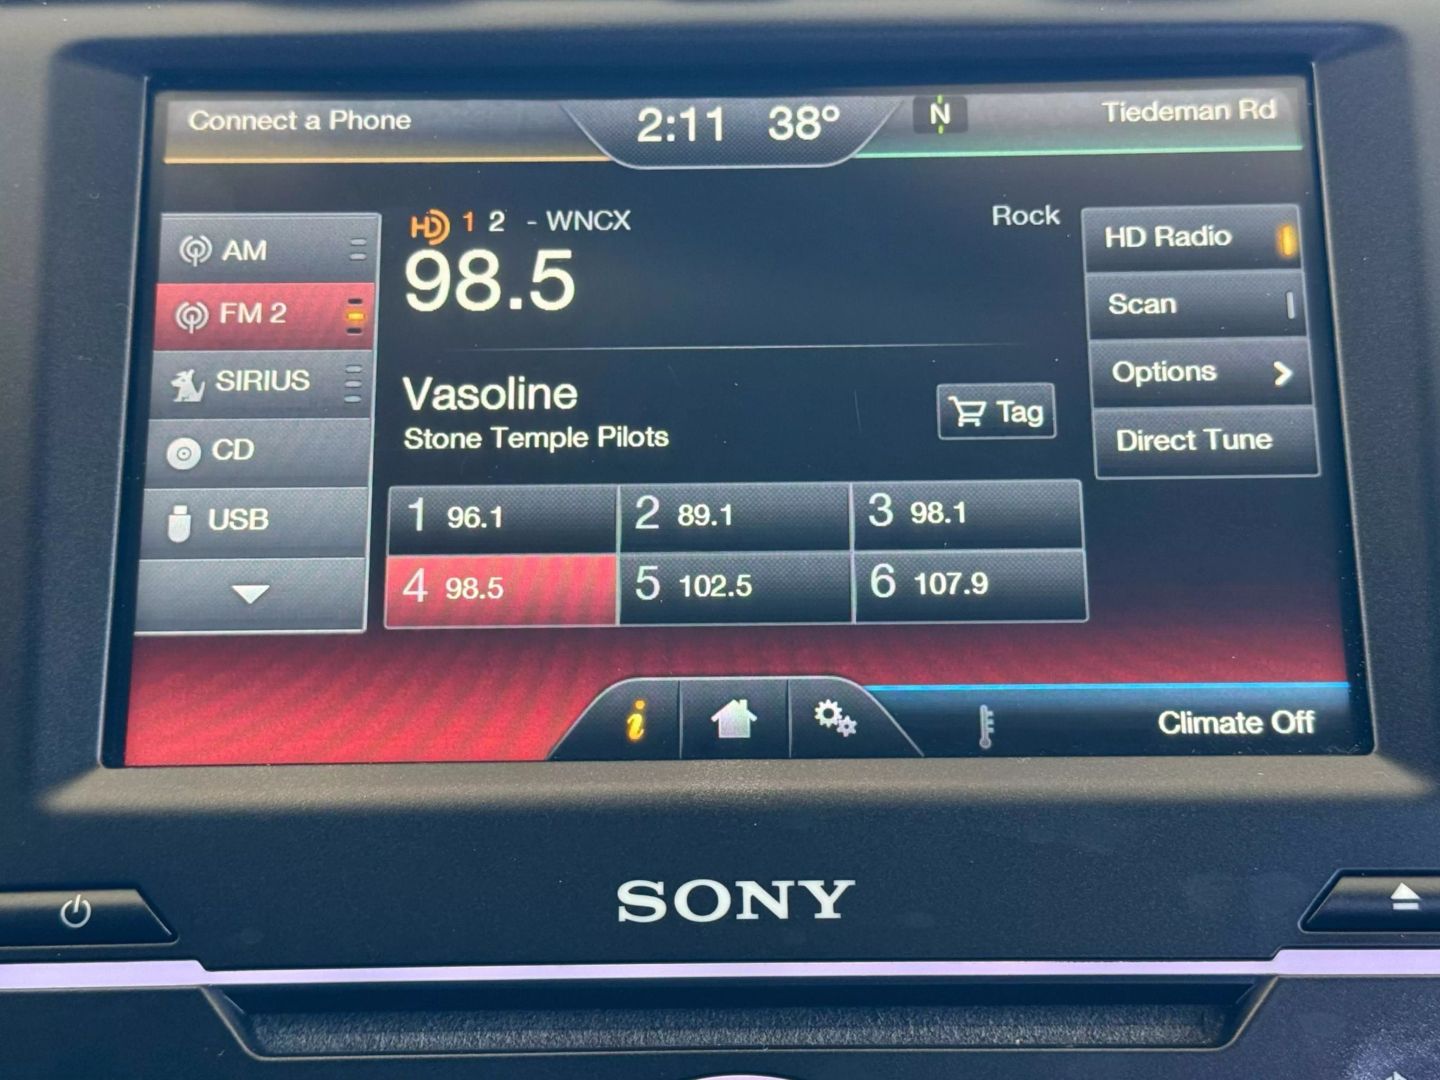 Connect a Phone
2:11 38°
N
Tiedeman Rd
AM
FM 2
SIRIUS
CD
USB
HD 1 2 - WNCX
Rock
98.5
Vasoline
Stone Temple Pilots
Tag
1 96.1
2 89.1
3 98.1
4 98.5
5 102.5
6 107.9
HD Radio
Scan
Options
Direct Tune
i
Climate Off
SONY